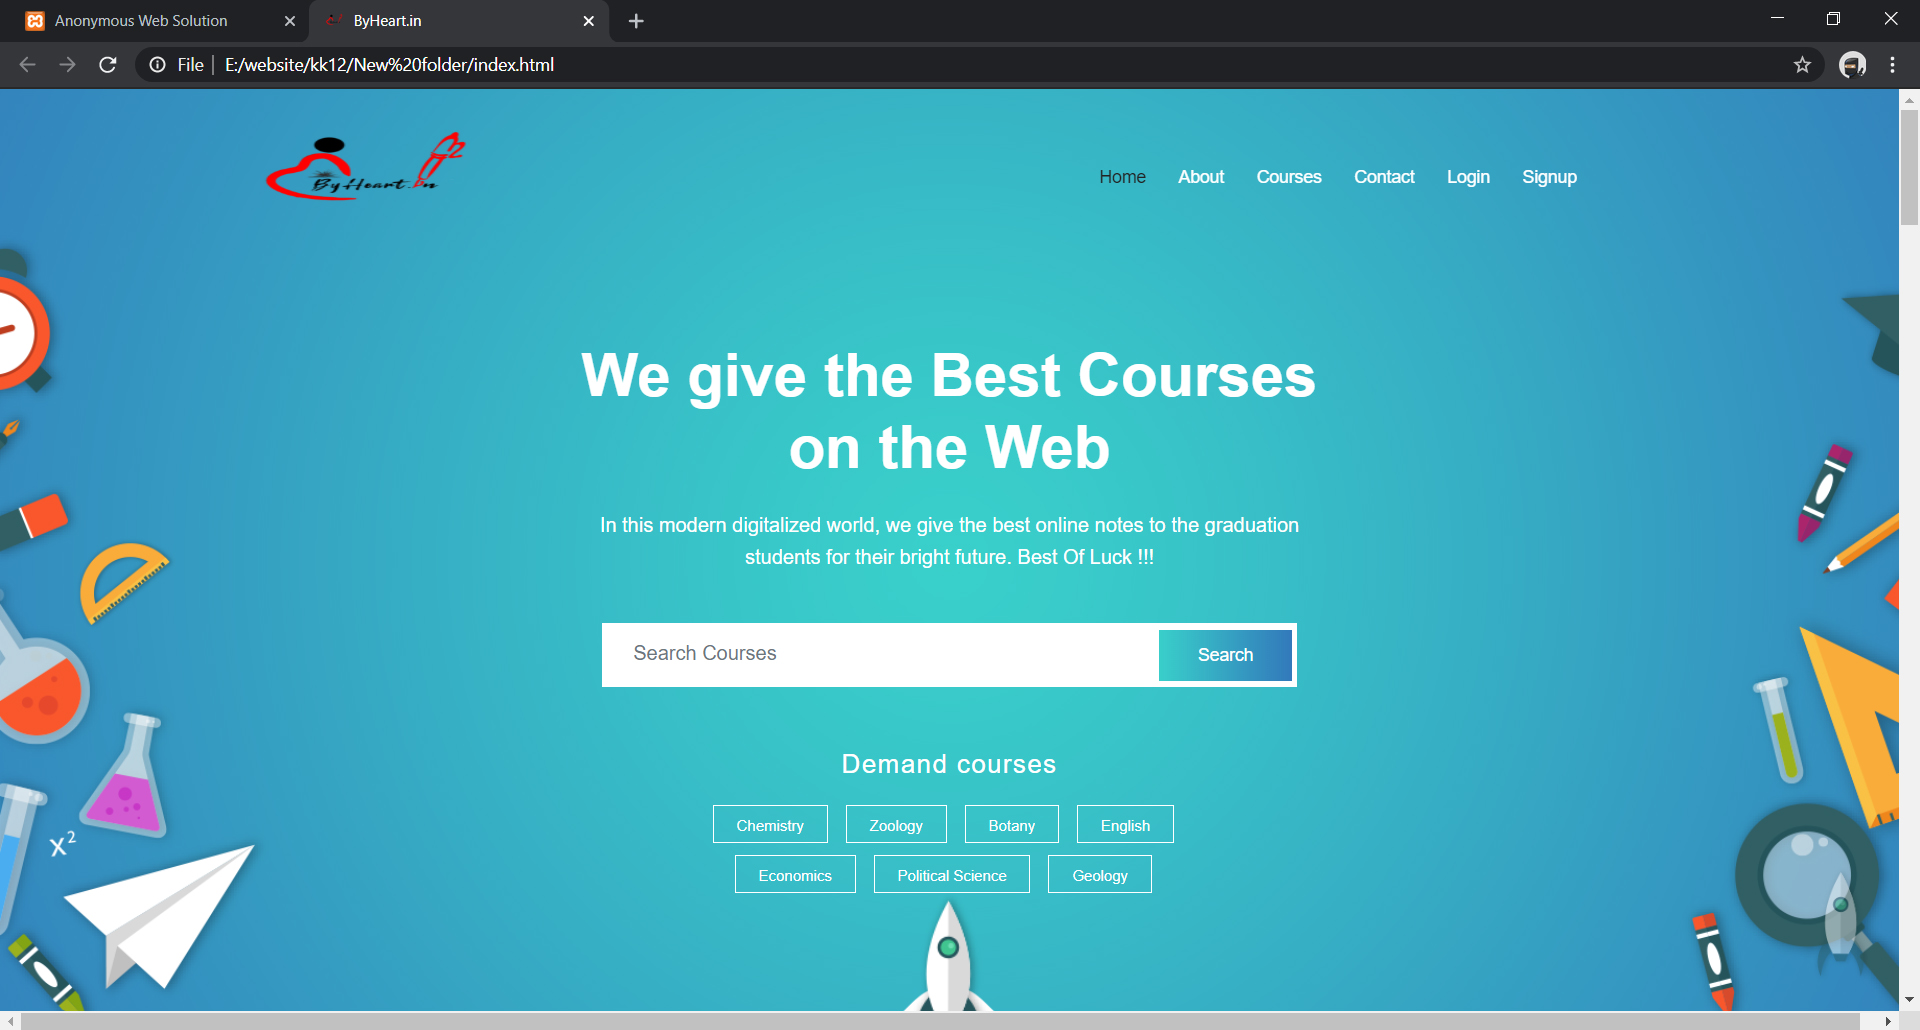 Anonymous Web Solution
ByHeart.in
File
E:/website/kk12/New%20folder/index.html
ByHeart.in
Home About Courses Contact Login Signup
We give the Best Courses
on the Web
In this modern digitalized world, we give the best online notes to the graduation
students for their bright future. Best Of Luck !!!
Search Courses
Search
Demand courses
Chemistry Zoology Botany English
Economics Political Science Geology
x²